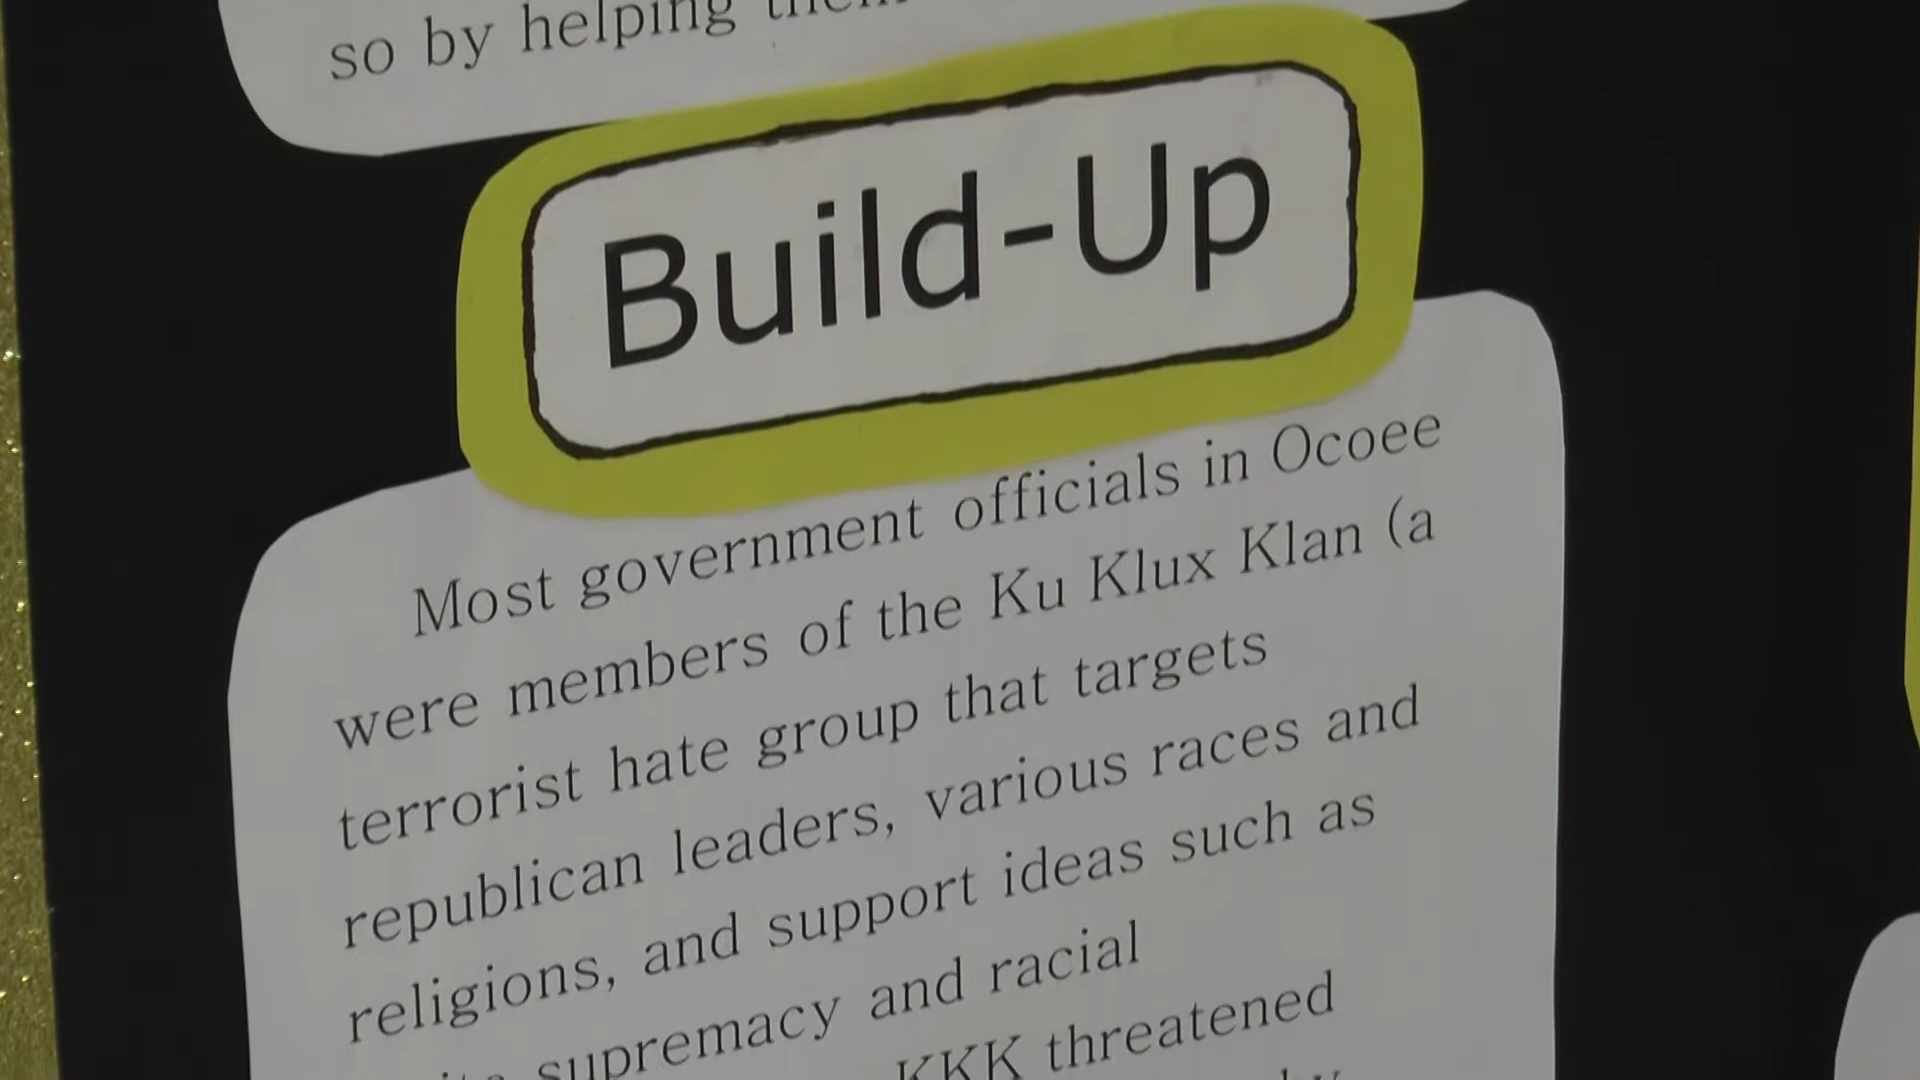 so by helping
Build-Up
Most government officials in Ocoee
were members of the Ku Klux Klan (a
terrorist hate group that targets
republican leaders, various races and
religions, and support ideas such as
supremacy and racial
KKK threatened